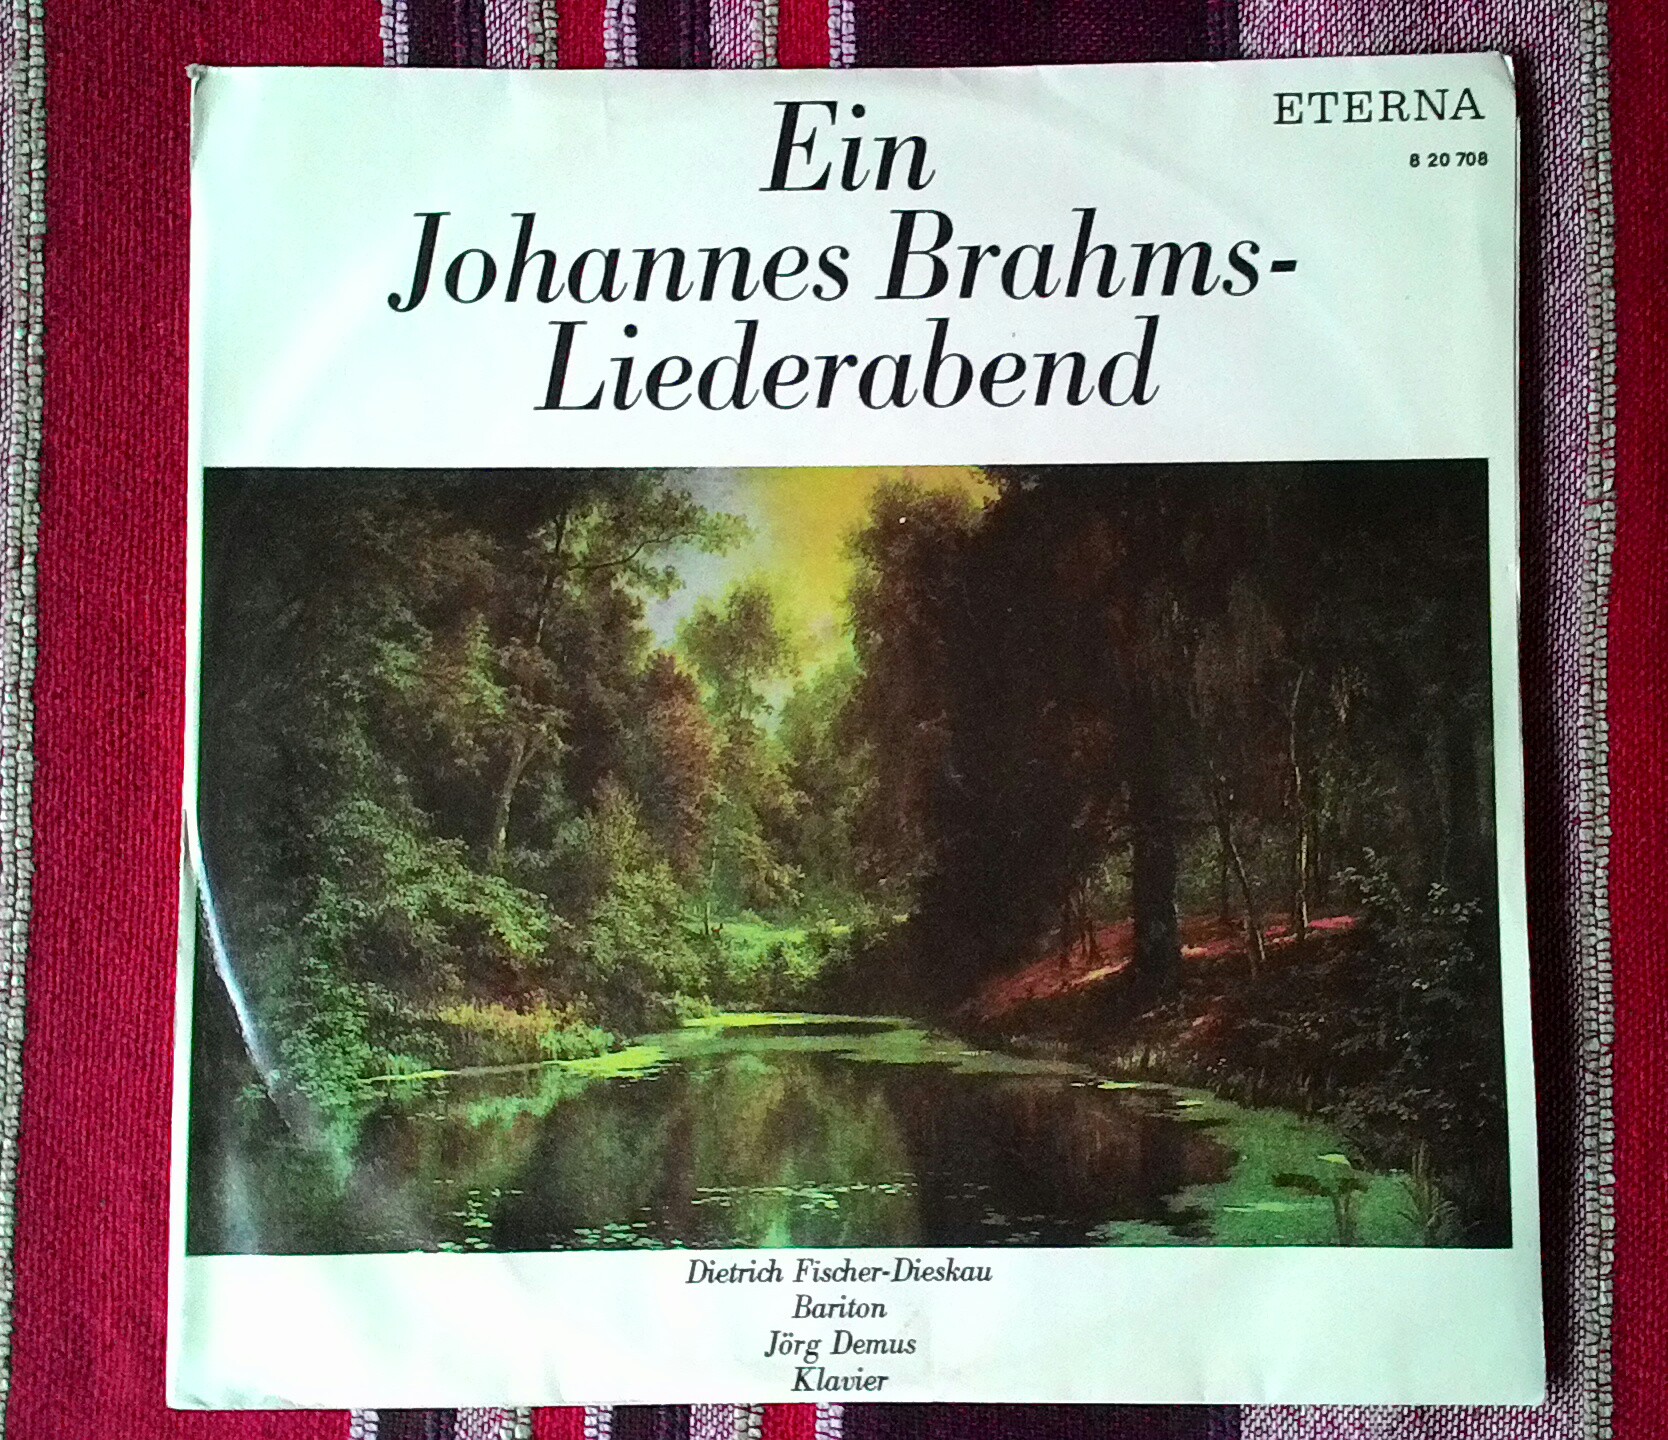 ETERNA
8 20 708
Ein
Johannes Brahms-
Liederabend
Dietrich Fischer-Dieskau
Bariton
Jörg Demus
Klavier